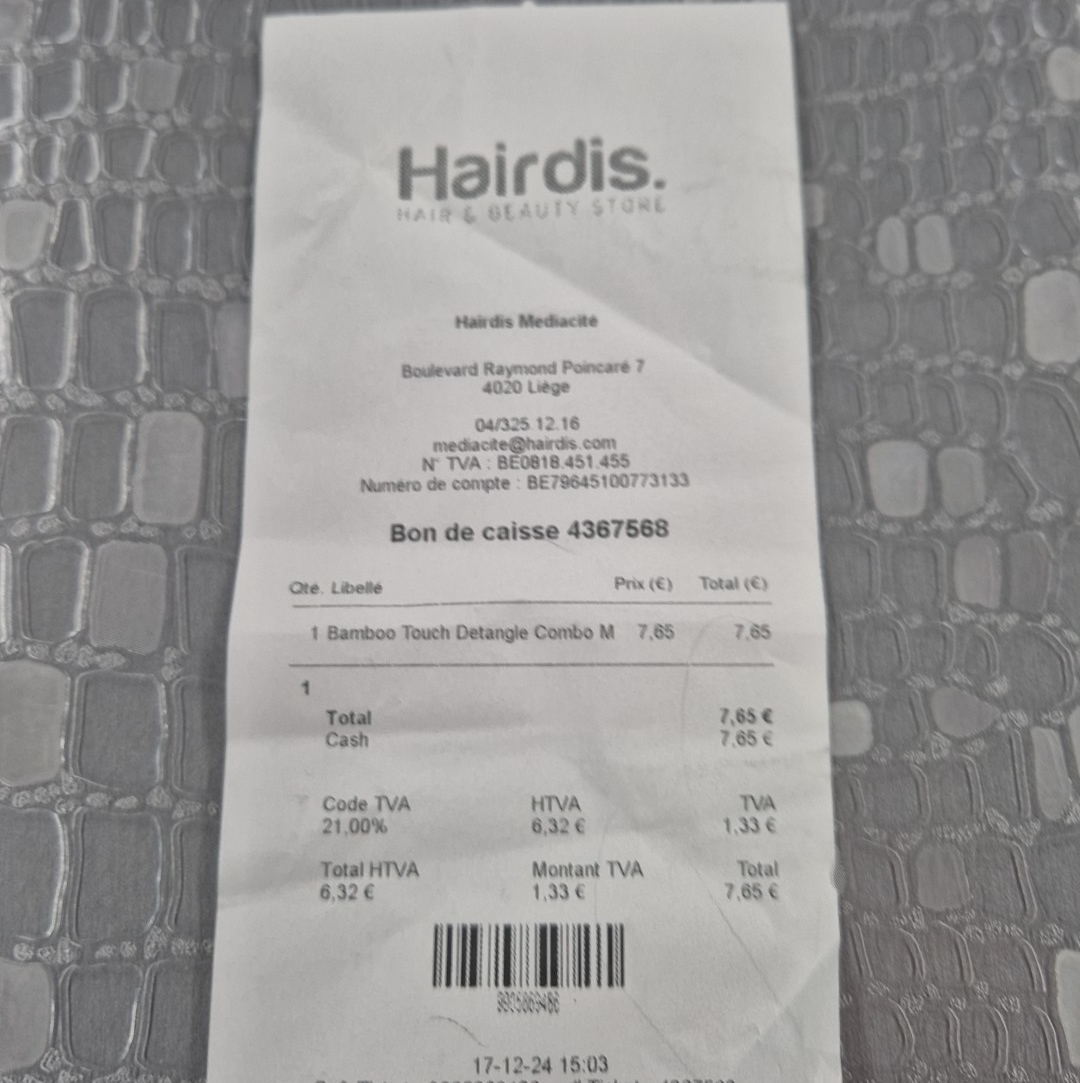 Hairdis.
HAIR & BEAUTY STORE
Hairdis Mediacité
Boulevard Raymond Poincaré 7
4020 Liège
04/325.12.16
mediacite@hairdis.com
N° TVA : BE0818.451.455
Numéro de compte : BE79645100773133
Bon de caisse 4367568
Qté. Libellé Prix (€) Total (€)
1 Bamboo Touch Detangle Combo M 7,65 7,65
1
Total 7,65 €
Cash 7,65 €
Code TVA HTVA TVA
21,00% 6,32 € 1,33 €
Total HTVA Montant TVA Total
6,32 € 1,33 € 7,65 €
17-12-24 15:03